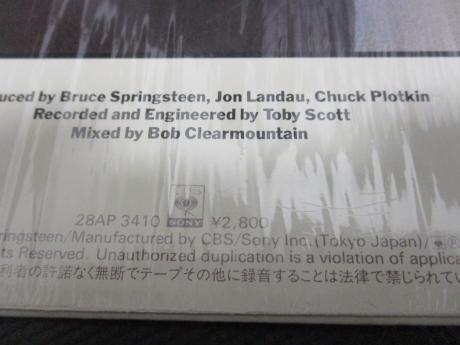 uced by Bruce Springsteen, Jon Landau, Chuck Plotkin
Recorded and Engineered by Toby Scott
Mixed by Bob Clearmountain
28AP 3410 SONY ¥2,800
ringsteen/Manufactured by CBS/Sony Inc. (Tokyo Japan)/
ts Reserved. Unauthorized duplication is a violation of applica
利者の許諾なく無断でテープその他に録音することは法律で禁じられてい